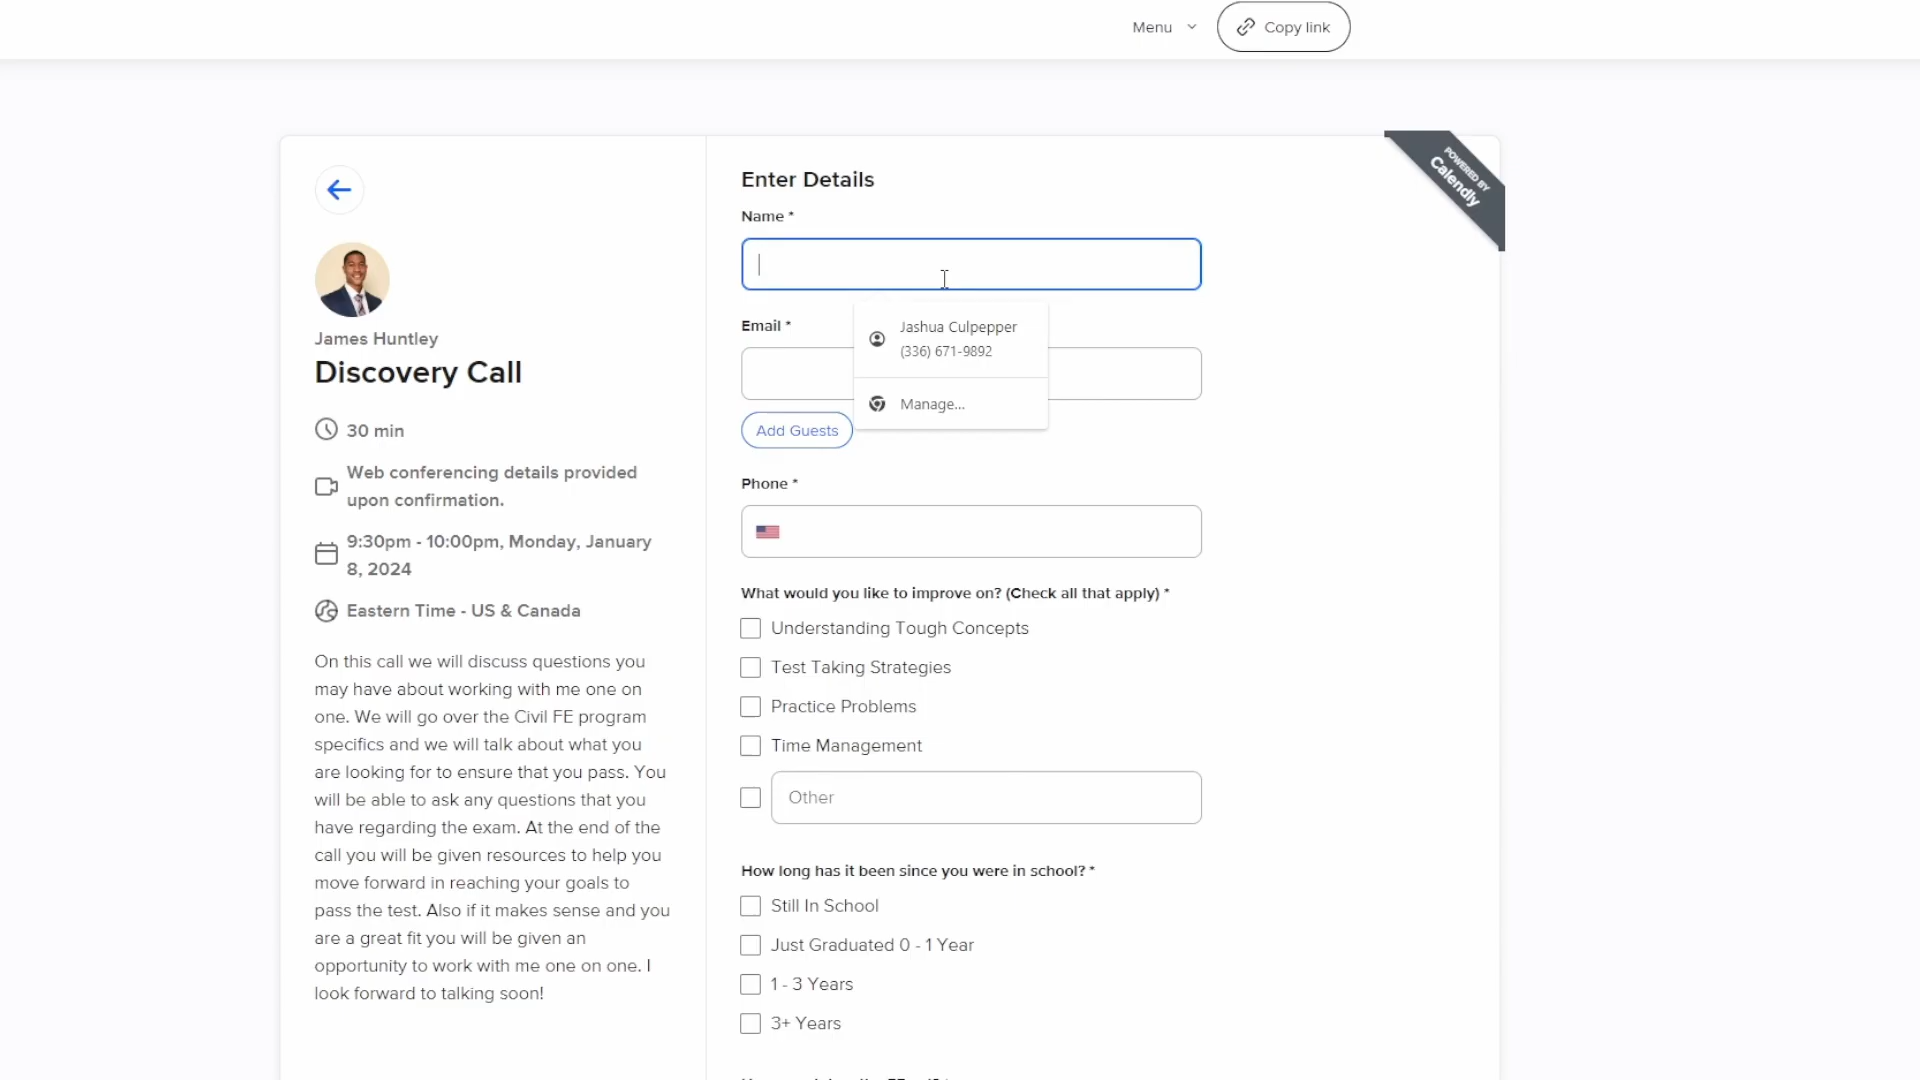 Menu
Copy link
POWERED BY
Calendly
James Huntley
Discovery Call
30 min
Web conferencing details provided
upon confirmation.
9:30pm - 10:00pm, Monday, January
8, 2024
Eastern Time - US & Canada
On this call we will discuss questions you
may have about working with me one on
one. We will go over the Civil FE program
specifics and we will talk about what you
are looking for to ensure that you pass. You
will be able to ask any questions that you
have regarding the exam. At the end of the
call you will be given resources to help you
move forward in reaching your goals to
pass the test. Also if it makes sense and you
are a great fit you will be given an
opportunity to work with me one on one. I
look forward to talking soon!
Enter Details
Name *
Jashua Culpepper
(336) 671-9892
Manage...
Email *
Add Guests
Phone *
What would you like to improve on? (Check all that apply) *
Understanding Tough Concepts
Test Taking Strategies
Practice Problems
Time Management
Other
How long has it been since you were in school? *
Still In School
Just Graduated 0 - 1 Year
1 - 3 Years
3+ Years